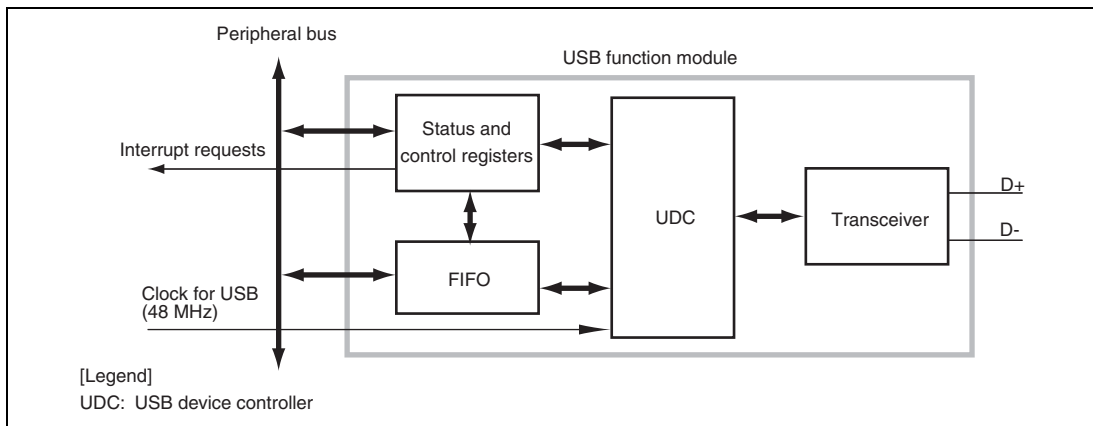 Peripheral bus
USB function module
Status and
control registers
Interrupt requests
UDC
Transceiver
D+
D-
FIFO
Clock for USB
(48 MHz)
[Legend]
UDC: USB device controller